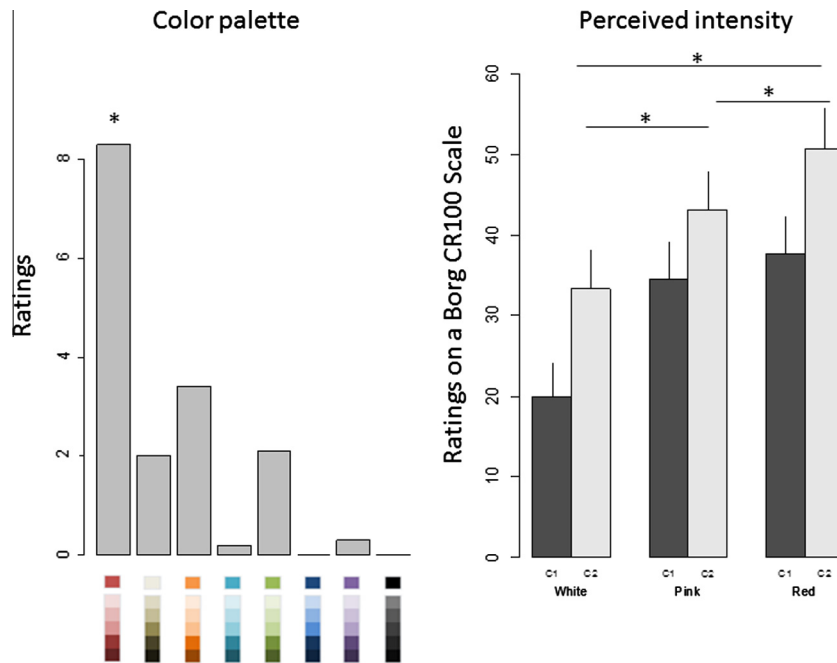 Color palette
Ratings
8
6
4
2
0
*
Perceived intensity
Ratings on a Borg CR100 Scale
60
50
40
30
20
10
0
*
*
*
C1 C2 C1 C2 C1 C2
White Pink Red